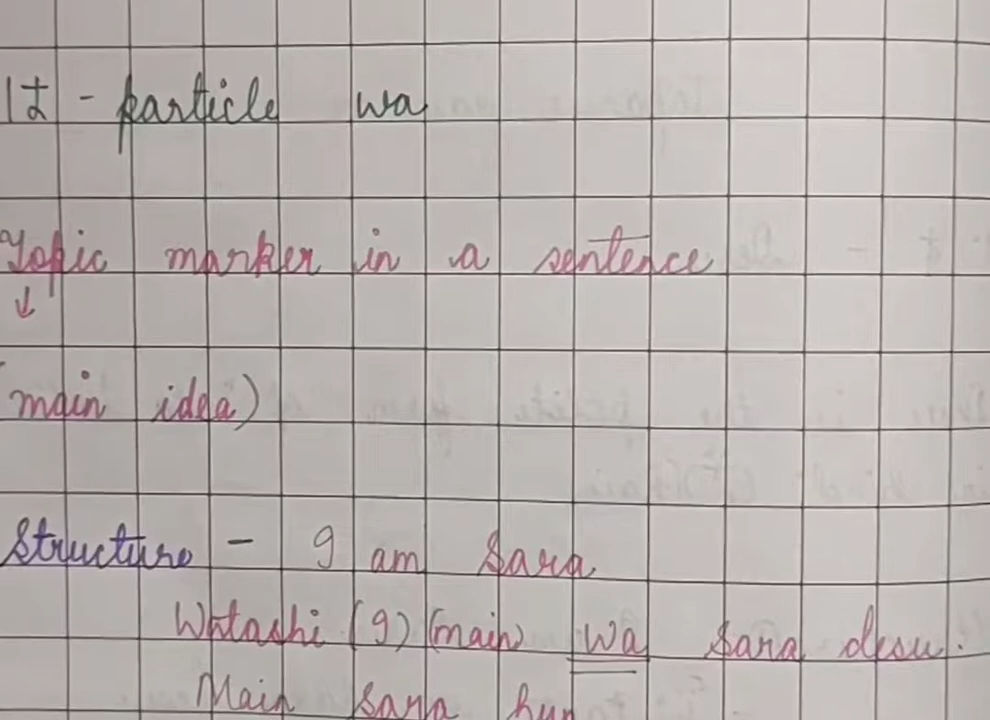 は - particle wa
Topic marker in a sentence
↓
main idea)
Structure - I am Sara
Watashi (I) (main) wa Sara desu.
Main Sara hun